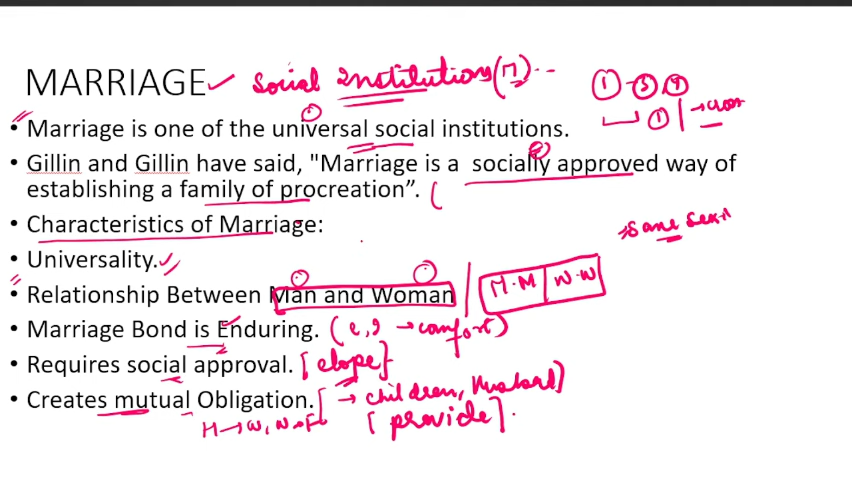 MARRIAGE Social Institutions (M)
• Marriage is one of the universal social institutions.
• Gillin and Gillin have said, "Marriage is a socially approved way of
establishing a family of procreation”.
• Characteristics of Marriage:
same sex
• Universality.
• Relationship Between Man and Woman M.M W.W
• Marriage Bond is Enduring. (e, → comfort)
• Requires social approval. [elope]
• Creates mutual Obligation. → children, Husband
[provide].